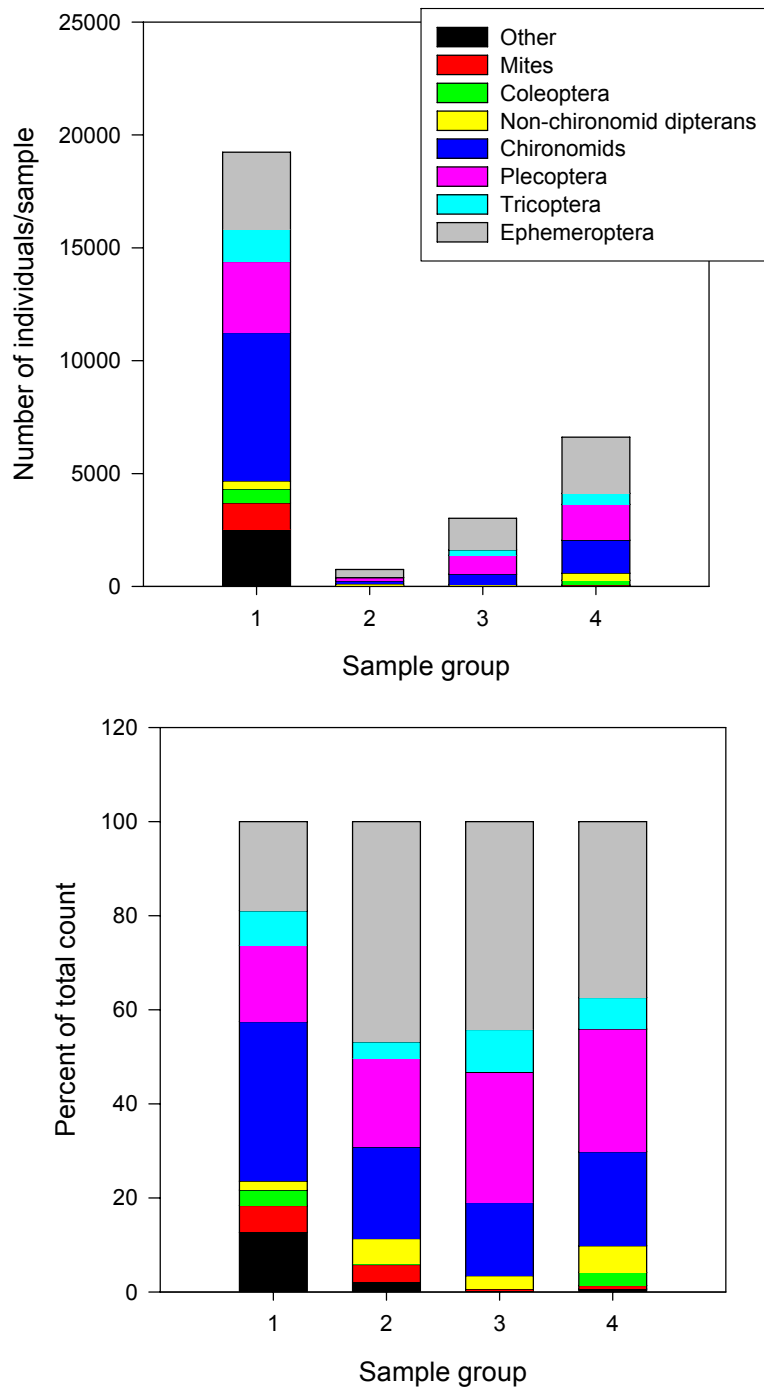 25000
20000
15000
10000
5000
0
Number of individuals/sample
Other
Mites
Coleoptera
Non-chironomid dipterans
Chironomids
Plecoptera
Tricoptera
Ephemeroptera
1 2 3 4
Sample group
120
100
80
60
40
20
0
Percent of total count
1 2 3 4
Sample group